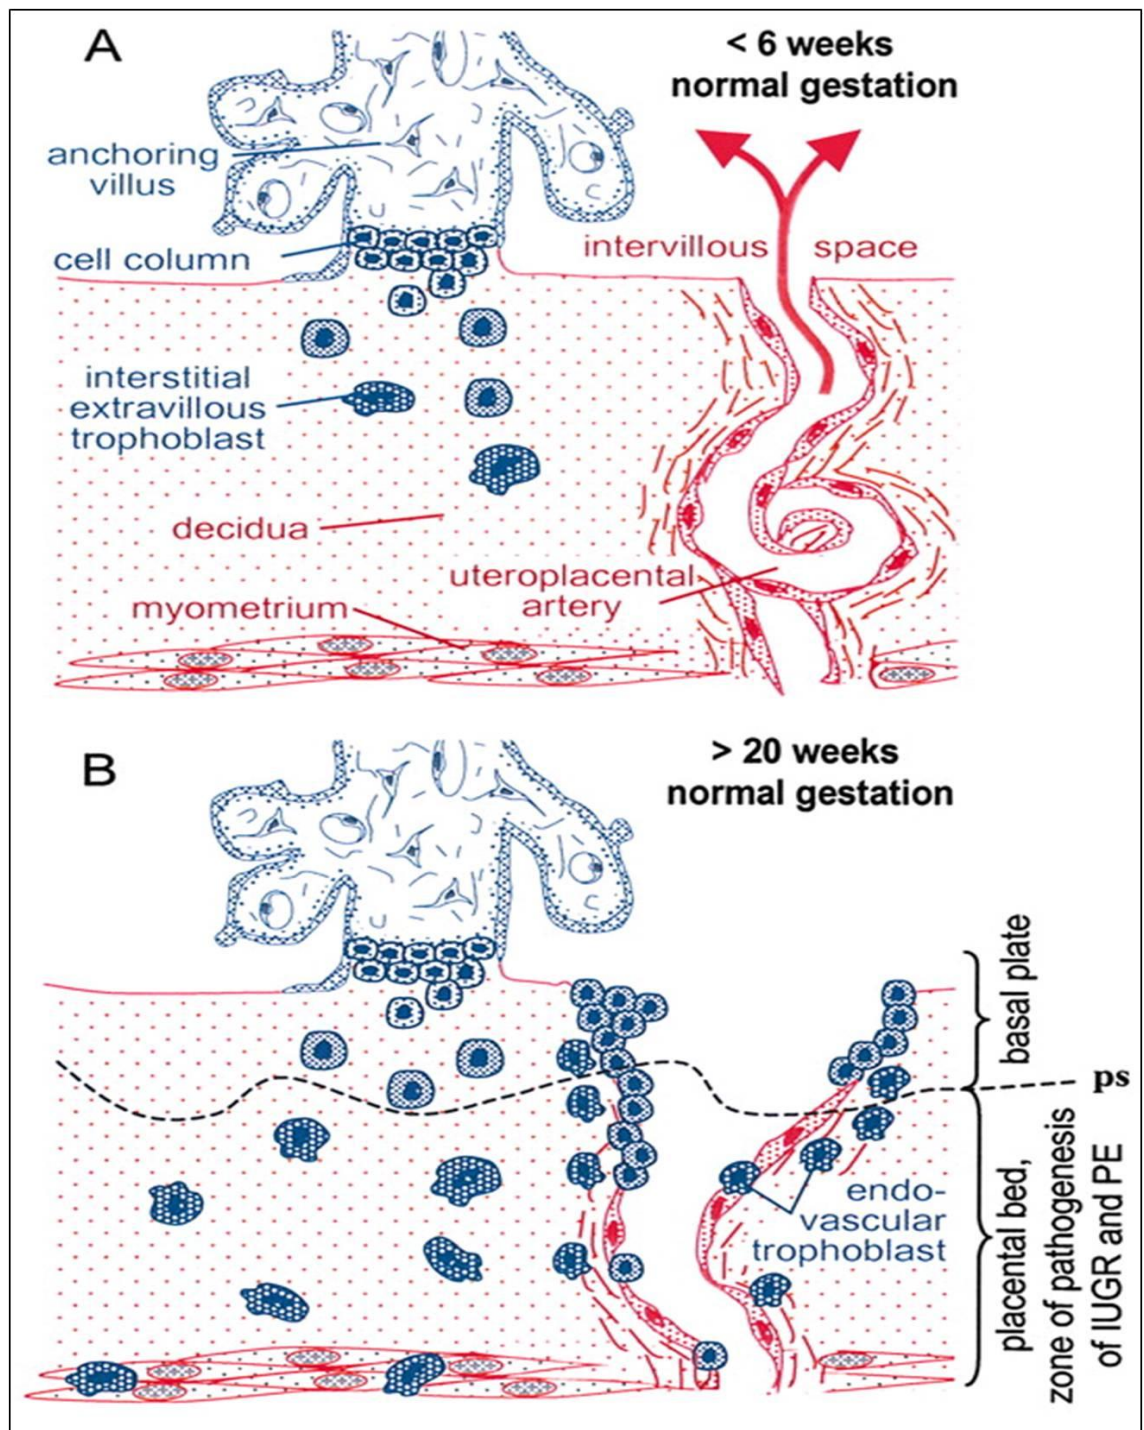 A
< 6 weeks
normal gestation
anchoring
villus
cell column
intervillous space
interstitial
extravillous
trophoblast
decidua
uteroplacental
artery
myometrium
B
> 20 weeks
normal gestation
basal plate
ps
endo-
vascular
trophoblast
placental bed,
zone of pathogenesis
of IUGR and PE